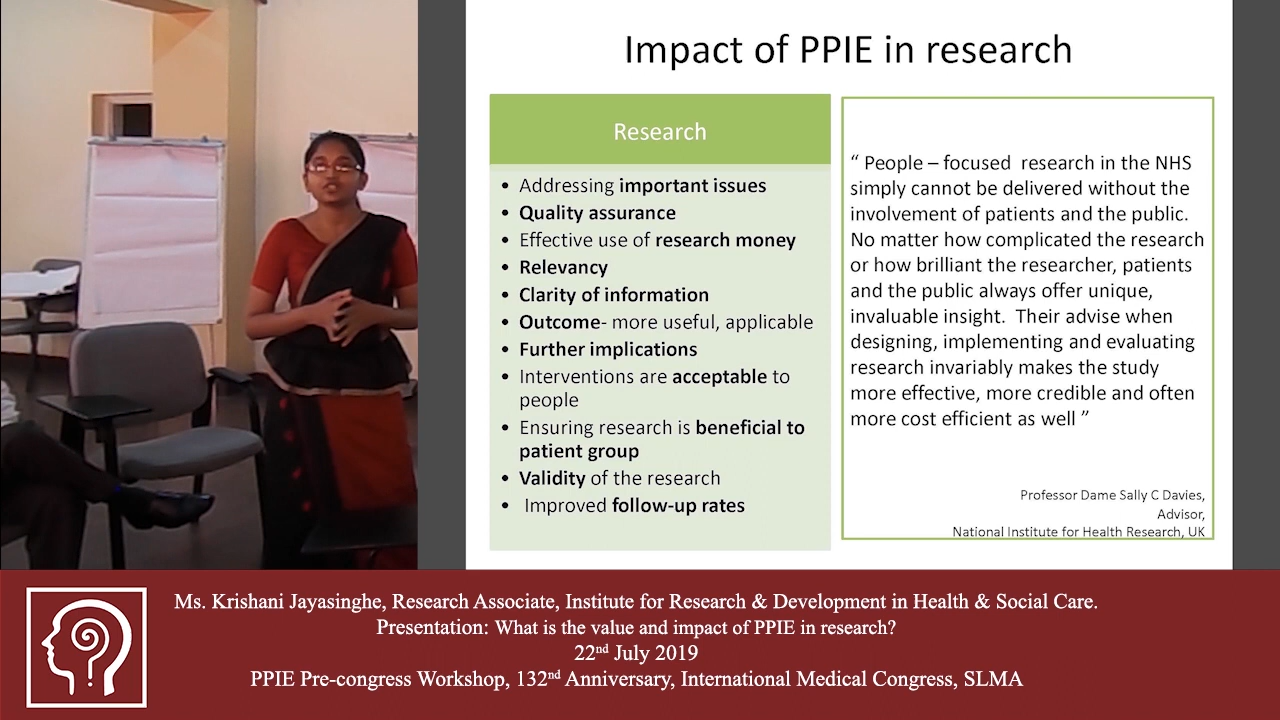 Impact of PPIE in research
Research
• Addressing important issues
• Quality assurance
• Effective use of research money
• Relevancy
• Clarity of information
• Outcome- more useful, applicable
• Further implications
• Interventions are acceptable to
people
• Ensuring research is beneficial to
patient group
• Validity of the research
• Improved follow-up rates
“ People – focused research in the NHS
simply cannot be delivered without the
involvement of patients and the public.
No matter how complicated the research
or how brilliant the researcher, patients
and the public always offer unique,
invaluable insight. Their advise when
designing, implementing and evaluating
research invariably makes the study
more effective, more credible and often
more cost efficient as well ”
Professor Dame Sally C Davies,
Advisor,
National Institute for Health Research, UK
Ms. Krishani Jayasinghe, Research Associate, Institute for Research & Development in Health & Social Care.
Presentation: What is the value and impact of PPIE in research?
22nd July 2019
PPIE Pre-congress Workshop, 132nd Anniversary, International Medical Congress, SLMA